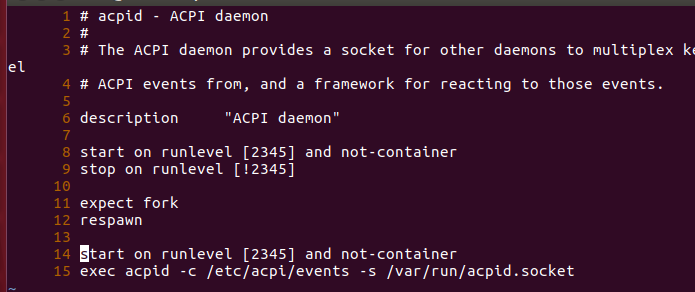 1 # acpid - ACPI daemon
2 #
3 # The ACPI daemon provides a socket for other daemons to multiplex ke
el
4 # ACPI events from, and a framework for reacting to those events.
5
6 description     "ACPI daemon"
7
8 start on runlevel [2345] and not-container
9 stop on runlevel [!2345]
10
11 expect fork
12 respawn
13
14 start on runlevel [2345] and not-container
15 exec acpid -c /etc/acpi/events -s /var/run/acpid.socket
~